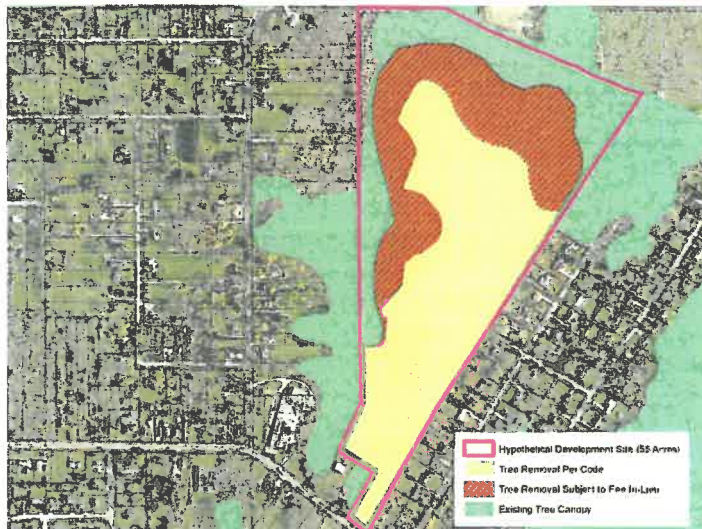 Hypothetical Development Site (55 Acres)
Tree Removal Per Code
Tree Removal Subject to Fee In-Lieu
Existing Tree Canopy